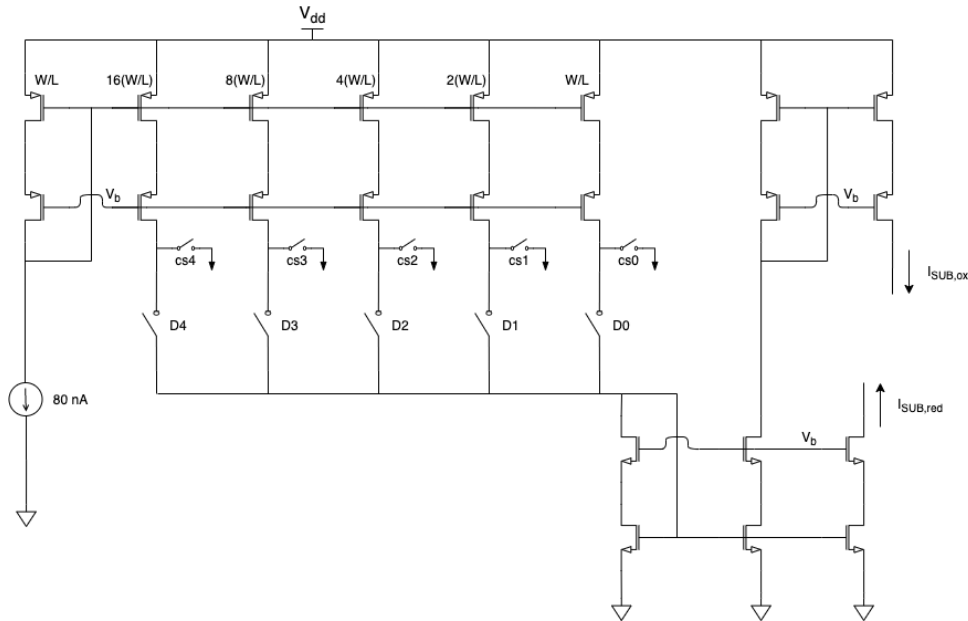 V_dd
W/L 16(W/L) 8(W/L) 4(W/L) 2(W/L) W/L
V_b V_b
cs4 cs3 cs2 cs1 cs0
I_SUB,ox
D4 D3 D2 D1 D0
80 nA
I_SUB,red
V_b